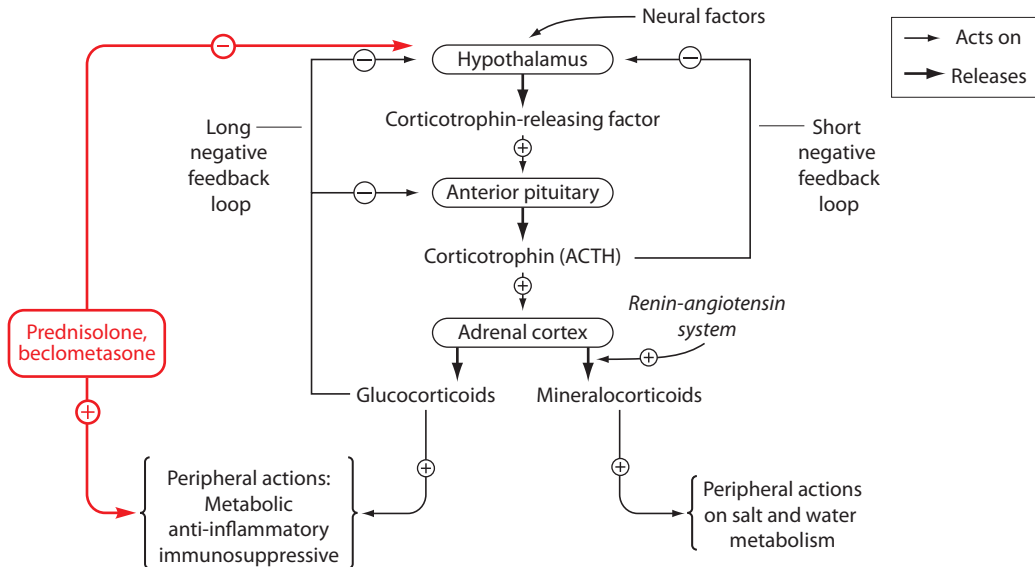 Neural factors
Acts on
Releases
−
−
−
Hypothalamus
Corticotrophin-releasing factor
+
Long
negative
feedback
loop
Short
negative
feedback
loop
−
Anterior pituitary
Corticotrophin (ACTH)
+
Renin-angiotensin
system
Prednisolone,
beclometasone
Adrenal cortex
+
Glucocorticoids
Mineralocorticoids
+
+
+
Peripheral actions:
Metabolic
anti-inflammatory
immunosuppressive
Peripheral actions
on salt and water
metabolism